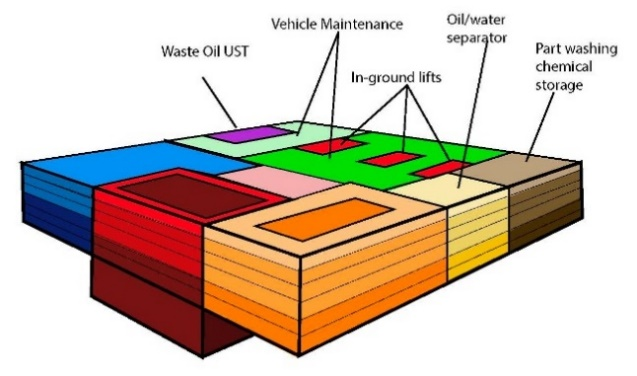 Waste Oil UST
Vehicle Maintenance
In-ground lifts
Oil/water
separator
Part washing
chemical
storage